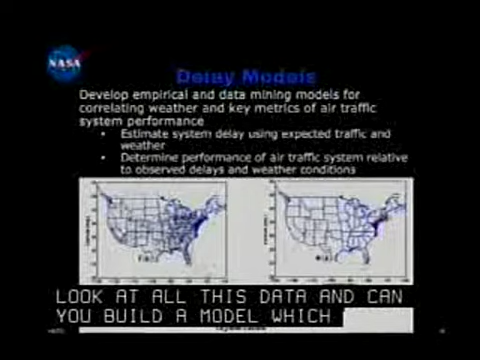 NASA
Delay Models
Develop empirical and data mining models for
correlating weather and key metrics of air traffic
system performance
• Estimate system delay using expected traffic and
weather
• Determine performance of air traffic system relative
to observed delays and weather conditions
LOOK AT ALL THIS DATA AND CAN
YOU BUILD A MODEL WHICH